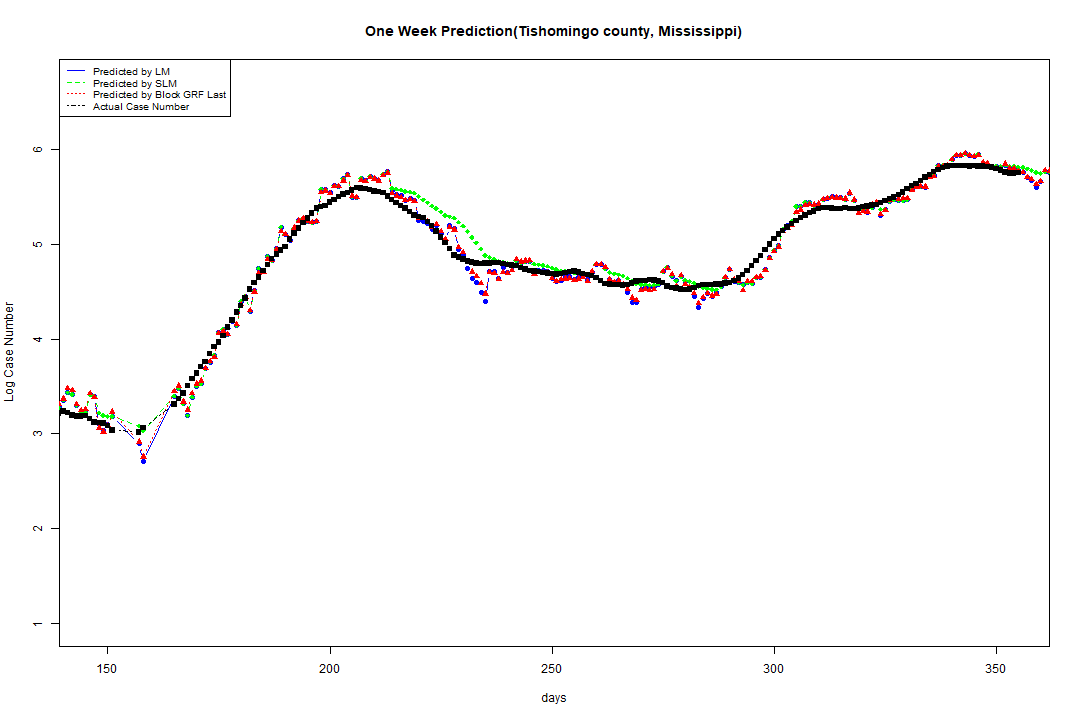 One Week Prediction(Tishomingo county, Mississippi)
Predicted by LM
Predicted by SLM
Predicted by Block GRF Last
Actual Case Number
6
5
4
3
2
1
Log Case Number
150
200
250
300
350
days